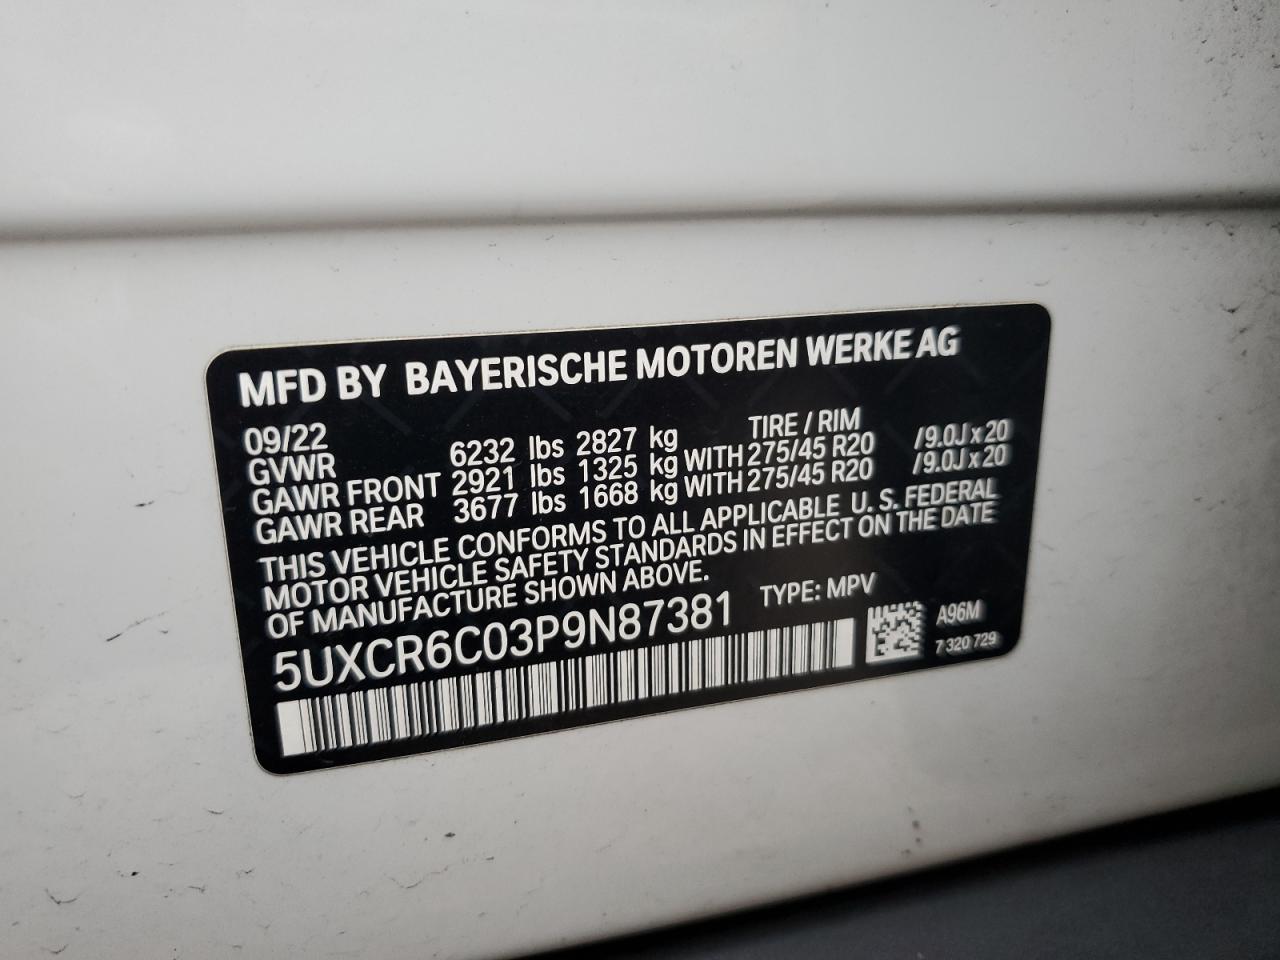 MFD BY BAYERISCHE MOTOREN WERKE AG
09/22 TIRE / RIM
GVWR 6232 lbs 2827 kg
GAWR FRONT 2921 lbs 1325 kg WITH 275/45 R20 /9.0J x 20
GAWR REAR 3677 lbs 1668 kg WITH 275/45 R20 /9.0J x 20
THIS VEHICLE CONFORMS TO ALL APPLICABLE U. S. FEDERAL
MOTOR VEHICLE SAFETY STANDARDS IN EFFECT ON THE DATE
OF MANUFACTURE SHOWN ABOVE.
5UXCR6C03P9N87381 TYPE: MPV
A96M
7 320 729